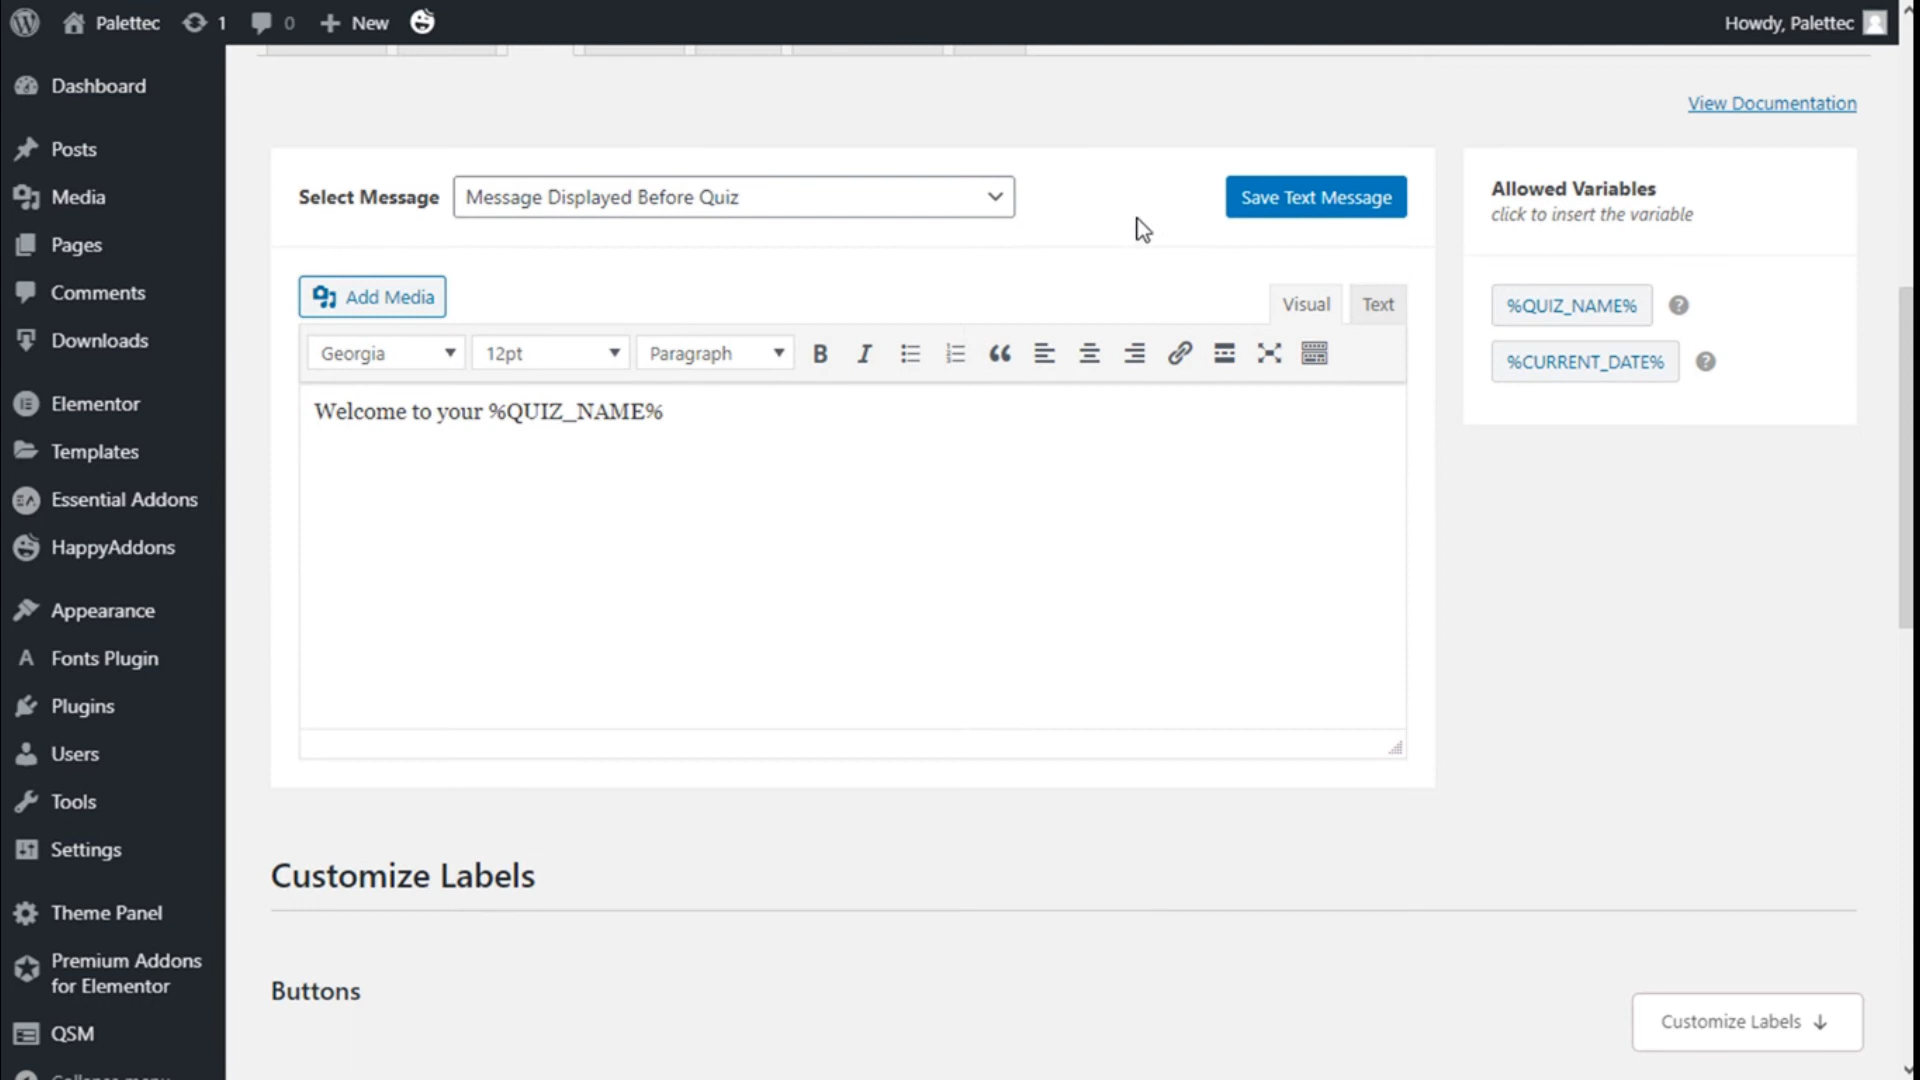 Palettec
1
0
New
Howdy, Palettec
Dashboard
Posts
Media
Pages
Comments
Downloads
Elementor
Templates
Essential Addons
HappyAddons
Appearance
Fonts Plugin
Plugins
Users
Tools
Settings
Theme Panel
Premium Addons
for Elementor
QSM
Collapse menu
View Documentation
Select Message
Message Displayed Before Quiz
Save Text Message
Add Media
Visual
Text
Georgia
12pt
Paragraph
B
I
Welcome to your %QUIZ_NAME%
Allowed Variables
click to insert the variable
%QUIZ_NAME%
%CURRENT_DATE%
Customize Labels
Buttons
Customize Labels ↓